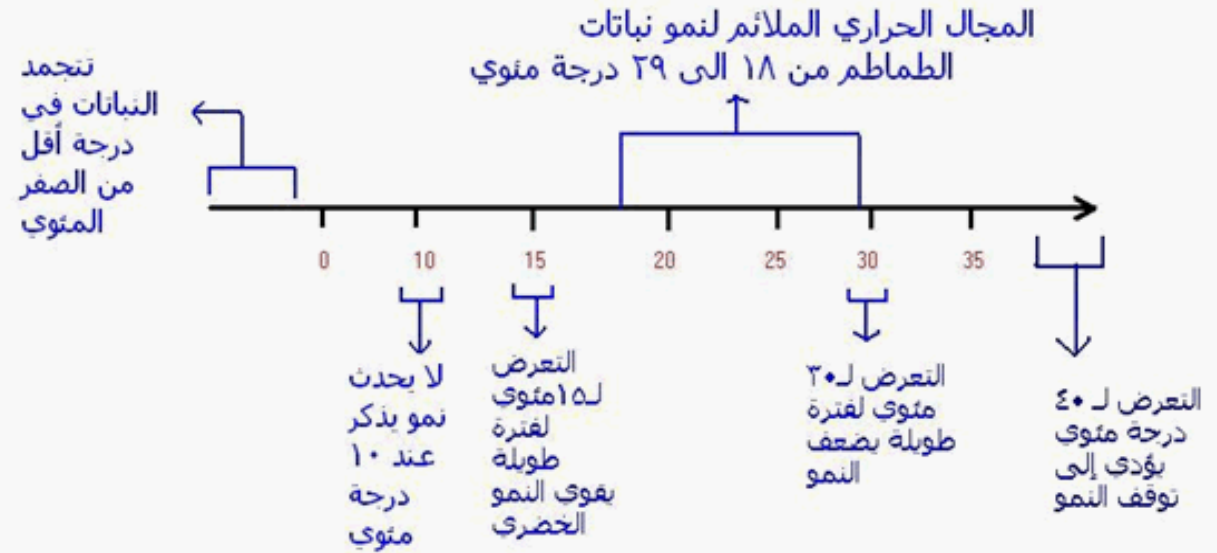 المجال الحراري الملائم لنمو نباتات
الطماطم من ١٨ الى ٢٩ درجة مئوي
تتجمد
النباتات في
درجة أقل
من الصفر
المئوي
0 10 15 20 25 30 35
لا يحدث
نمو يذكر
عند ١٠
درجة
مئوي
التعرض
لـ١٥مئوي
لفترة
طويلة
يقوي النمو
الخضري
التعرض لـ٣٠
مئوي لفترة
طويلة يضعف
النمو
التعرض لـ ٤٠
درجة مئوي
يؤدي إلى
توقف النمو